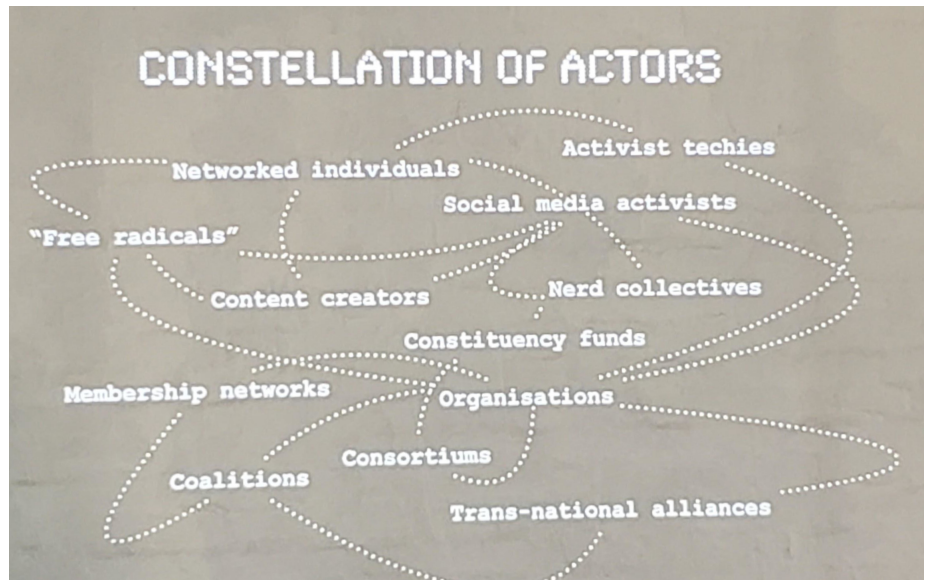 CONSTELLATION OF ACTORS
Activist techies
Networked individuals
Social media activists
“Free radicals”
Nerd collectives
Content creators
Constituency funds
Membership networks
Organisations
Consortiums
Coalitions
Trans-national alliances